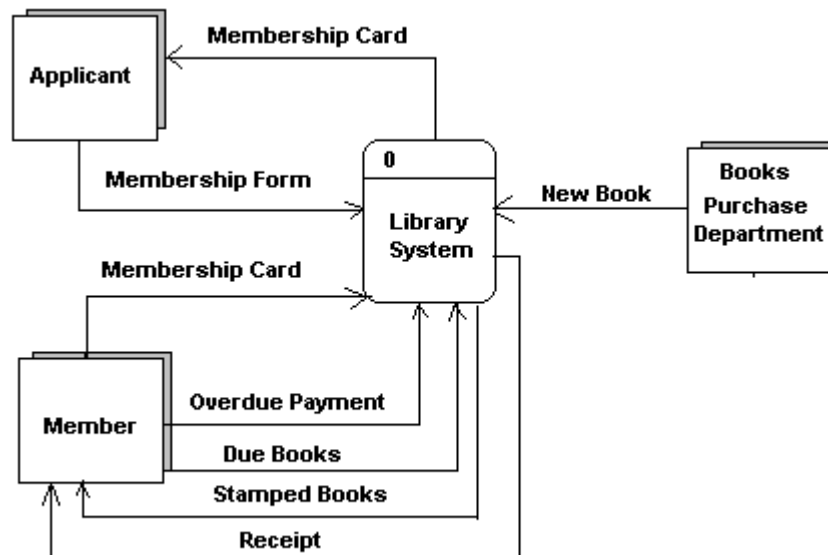 Membership Card
Applicant
0
Membership Form
Books
Purchase
Department
New Book
Library
System
Membership Card
Overdue Payment
Member
Due Books
Stamped Books
Receipt